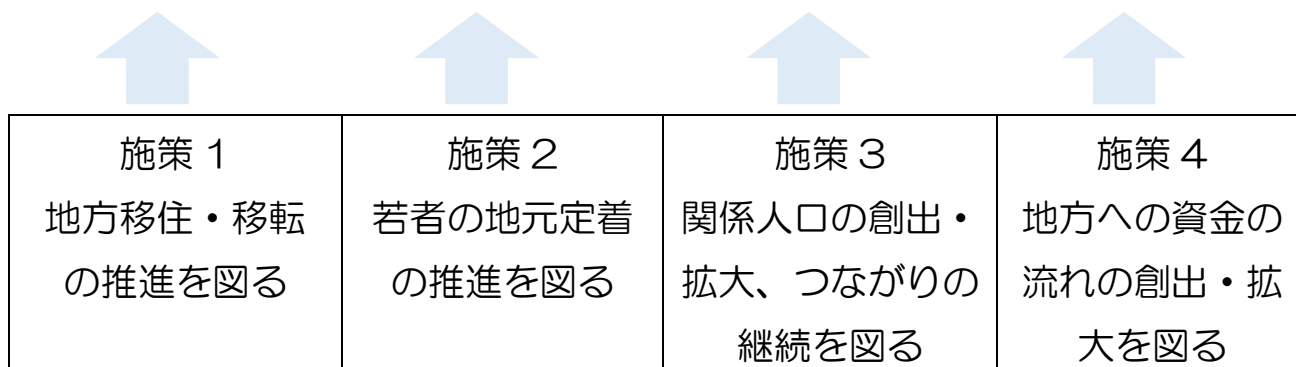 施策1
地方移住・移転
の推進を図る
施策2
若者の地元定着
の推進を図る
施策3
関係人口の創出・
拡大、つながりの
継続を図る
施策4
地方への資金の
流れの創出・拡
大を図る